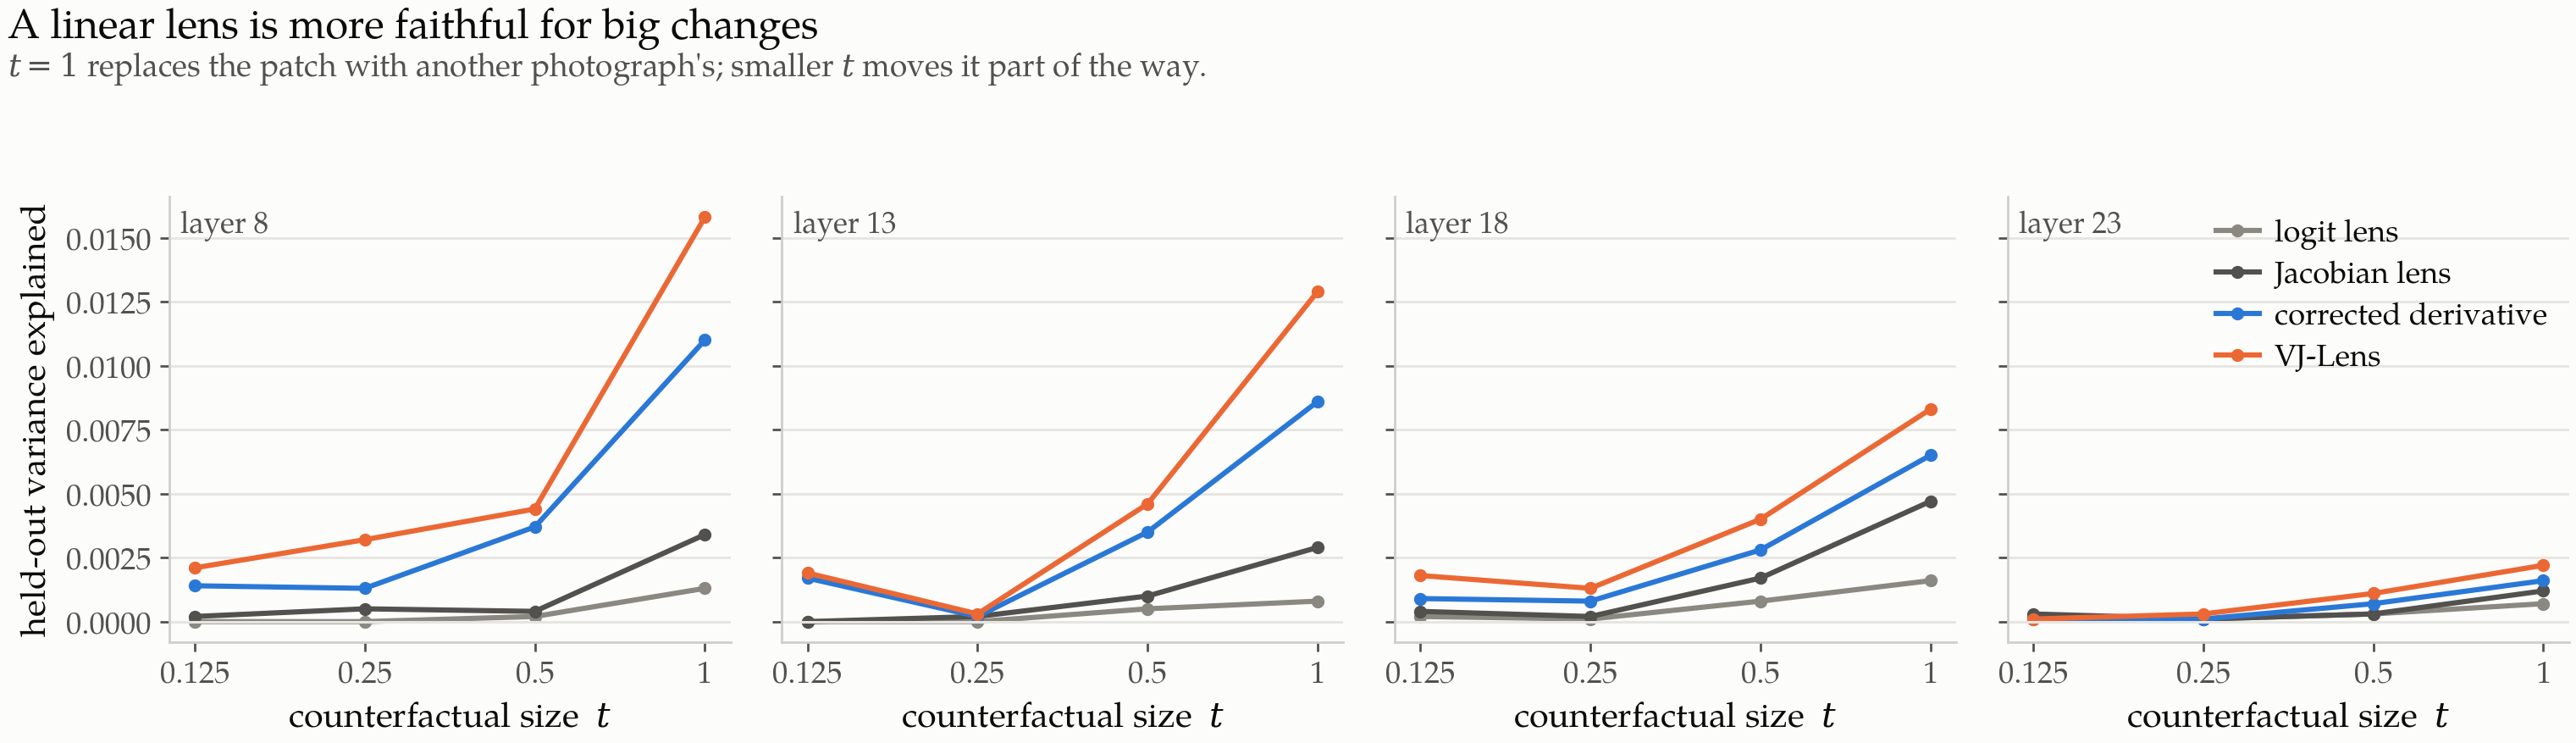 A linear lens is more faithful for big changes
t = 1 replaces the patch with another photograph's; smaller t moves it part of the way.
held-out variance explained
0.0150
0.0125
0.0100
0.0075
0.0050
0.0025
0.0000
layer 8
0.125 0.25 0.5 1
counterfactual size t
layer 13
0.125 0.25 0.5 1
counterfactual size t
layer 18
0.125 0.25 0.5 1
counterfactual size t
layer 23
logit lens
Jacobian lens
corrected derivative
VJ-Lens
0.125 0.25 0.5 1
counterfactual size t